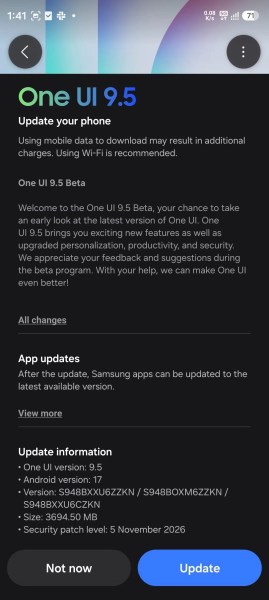 1:41
0.08
K/s
71
One UI 9.5
Update your phone
Using mobile data to download may result in additional
charges. Using Wi-Fi is recommended.
One UI 9.5 Beta
Welcome to the One UI 9.5 Beta, your chance to take
an early look at the latest version of One UI. One
UI 9.5 brings you exciting new features as well as
upgraded personalization, productivity, and security.
We appreciate your feedback and suggestions during
the beta program. With your help, we can make One UI
even better!
All changes
App updates
After the update, Samsung apps can be updated to the
latest available version.
View more
Update information
• One UI version: 9.5
• Android version: 17
• Version: S948BXXU6ZZKN / S948BOXM6ZZKN /
S948BXXU6CZKN
• Size: 3694.50 MB
• Security patch level: 5 November 2026
Not now
Update